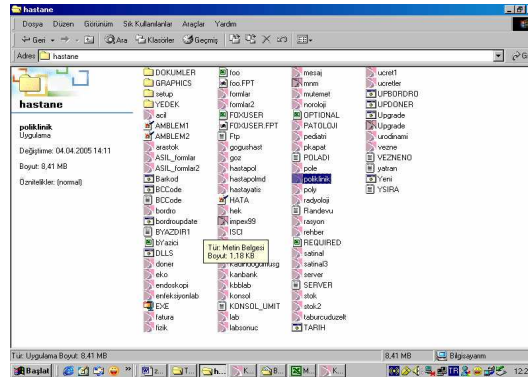 hastane
Dosya Düzen Görünüm Sık Kullanılanlar Araçlar Yardım
Geri Ara Klasörler Geçmiş
Adres hastane
hastane
poliklinik
Uygulama
Değiştirme: 04.04.2005 14:11
Boyut: 8,41 MB
Öznitelikler: (normal)
DOKUMLER
GRAPHICS
setup
YEDEK
acil
AMBLEM1
AMBLEM2
arastok
ASIL_formlar
ASIL_formlar2
Barkod
BCCode
BCCode
bordro
bordroupdate
BYAZDIR1
bYazici
DLLS
doner
eko
endoskopi
enfeksiyonlab
EXE
fatura
fizik
foo
foo.FPT
formlar
formlar2
FOXUSER
FOXUSER.FPT
Ftp
gogushast
goz
hastapol
hastapolmd
hastayatis
HATA
hek
impex99
ISCI
Tür: Metin Belgesi
Boyut: 1,18 KB
kadindogumusg
kanbank
kbblab
konsol
KONSOL_UMIT
lab
labsonuc
mesaj
mnm
mutemet
noroloji
OPTIONAL
PATOLOJI
pediatri
pkapat
POLADI
pole
poliklinik
poly
radyoloji
Randevu
rapor
rehber
REQUIRED
satinal
satinal3
server
SERVER
stok
stok2
taburcuduzelt
TARIH
ucret1
ucretler
UPBORDRO
UPDONER
Upgrade
Upgrade
urodinami
vezne
VEZNENO
yatran
Yeni
YSIRA
Tür: Uygulama Boyut: 8,41 MB 8,41 MB Bilgisayarım
Başlat z... T... h... K... B... M... K... TR